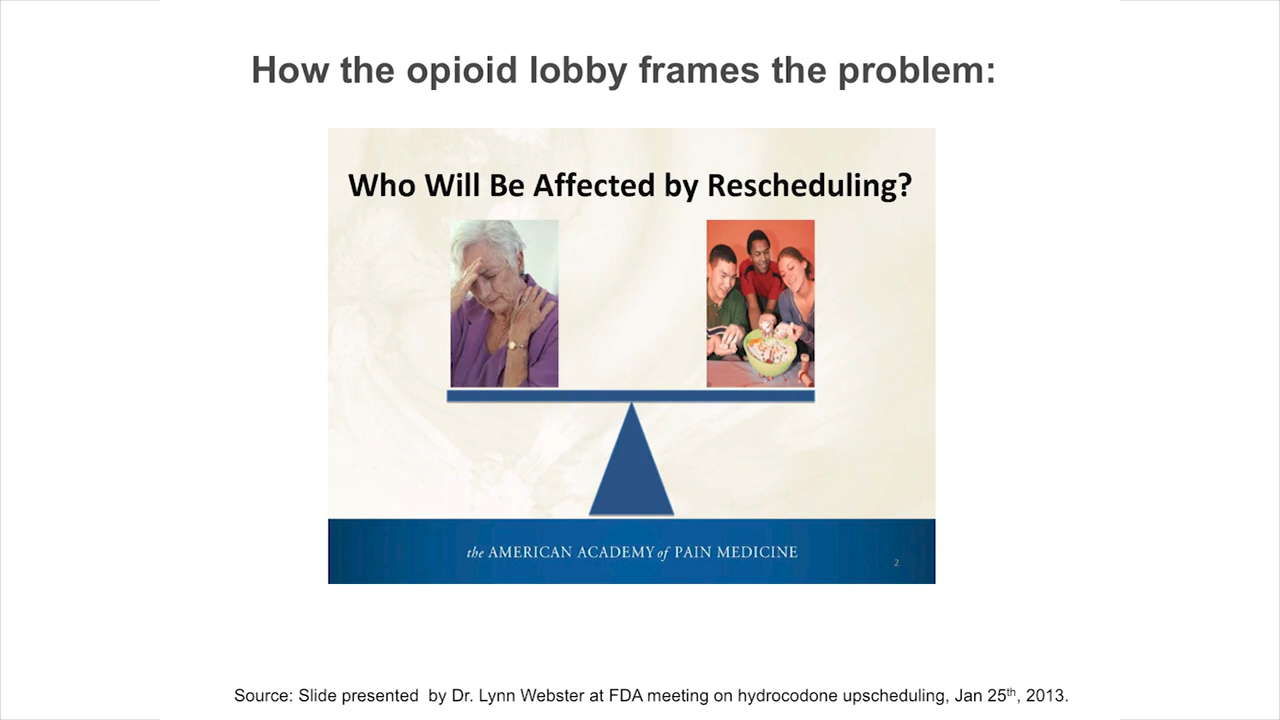 How the opioid lobby frames the problem:
Who Will Be Affected by Rescheduling?
the AMERICAN ACADEMY of PAIN MEDICINE
2
Source: Slide presented  by Dr. Lynn Webster at FDA meeting on hydrocodone upscheduling, Jan 25th, 2013.